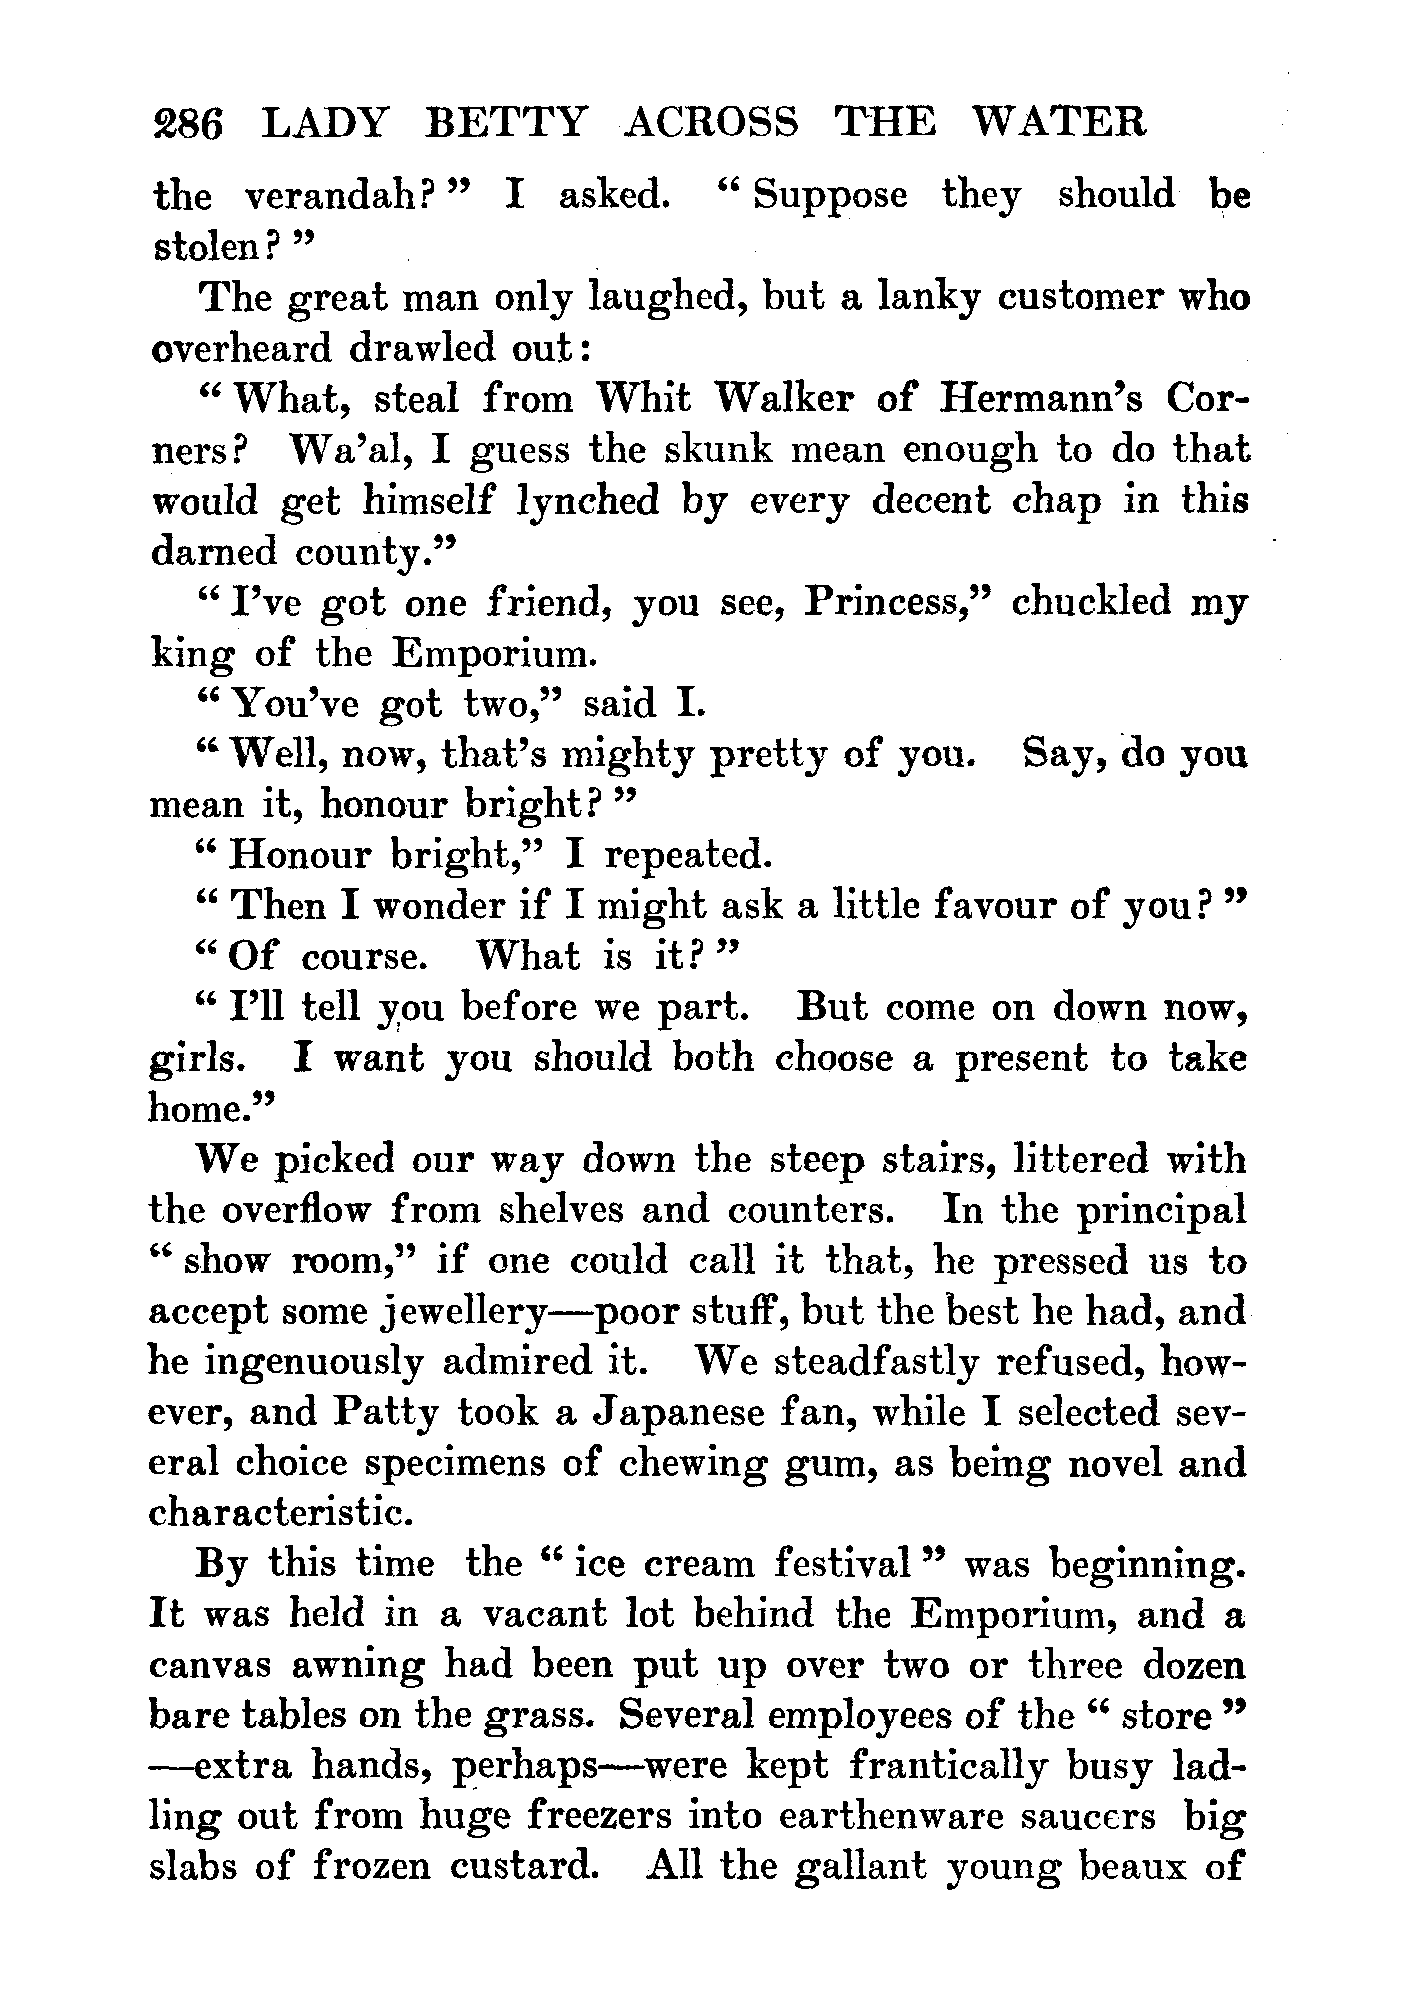 286 LADY BETTY ACROSS THE WATER
the verandah?" I asked. "Suppose they should be
stolen?"
The great man only laughed, but a lanky customer who
overheard drawled out:
"What, steal from Whit Walker of Hermann's Cor-
ners? Wa'al, I guess the skunk mean enough to do that
would get himself lynched by every decent chap in this
darned county."
"I've got one friend, you see, Princess," chuckled my
king of the Emporium.
"You've got two," said I.
"Well, now, that's mighty pretty of you. Say, do you
mean it, honour bright?"
"Honour bright," I repeated.
"Then I wonder if I might ask a little favour of you?"
"Of course. What is it?"
"I'll tell you before we part. But come on down now,
girls. I want you should both choose a present to take
home."
We picked our way down the steep stairs, littered with
the overflow from shelves and counters. In the principal
"show room," if one could call it that, he pressed us to
accept some jewellery—poor stuff, but the best he had, and
he ingenuously admired it. We steadfastly refused, how-
ever, and Patty took a Japanese fan, while I selected sev-
eral choice specimens of chewing gum, as being novel and
characteristic.
By this time the "ice cream festival" was beginning.
It was held in a vacant lot behind the Emporium, and a
canvas awning had been put up over two or three dozen
bare tables on the grass. Several employees of the "store"
—extra hands, perhaps—were kept frantically busy lad-
ling out from huge freezers into earthenware saucers big
slabs of frozen custard. All the gallant young beaux of